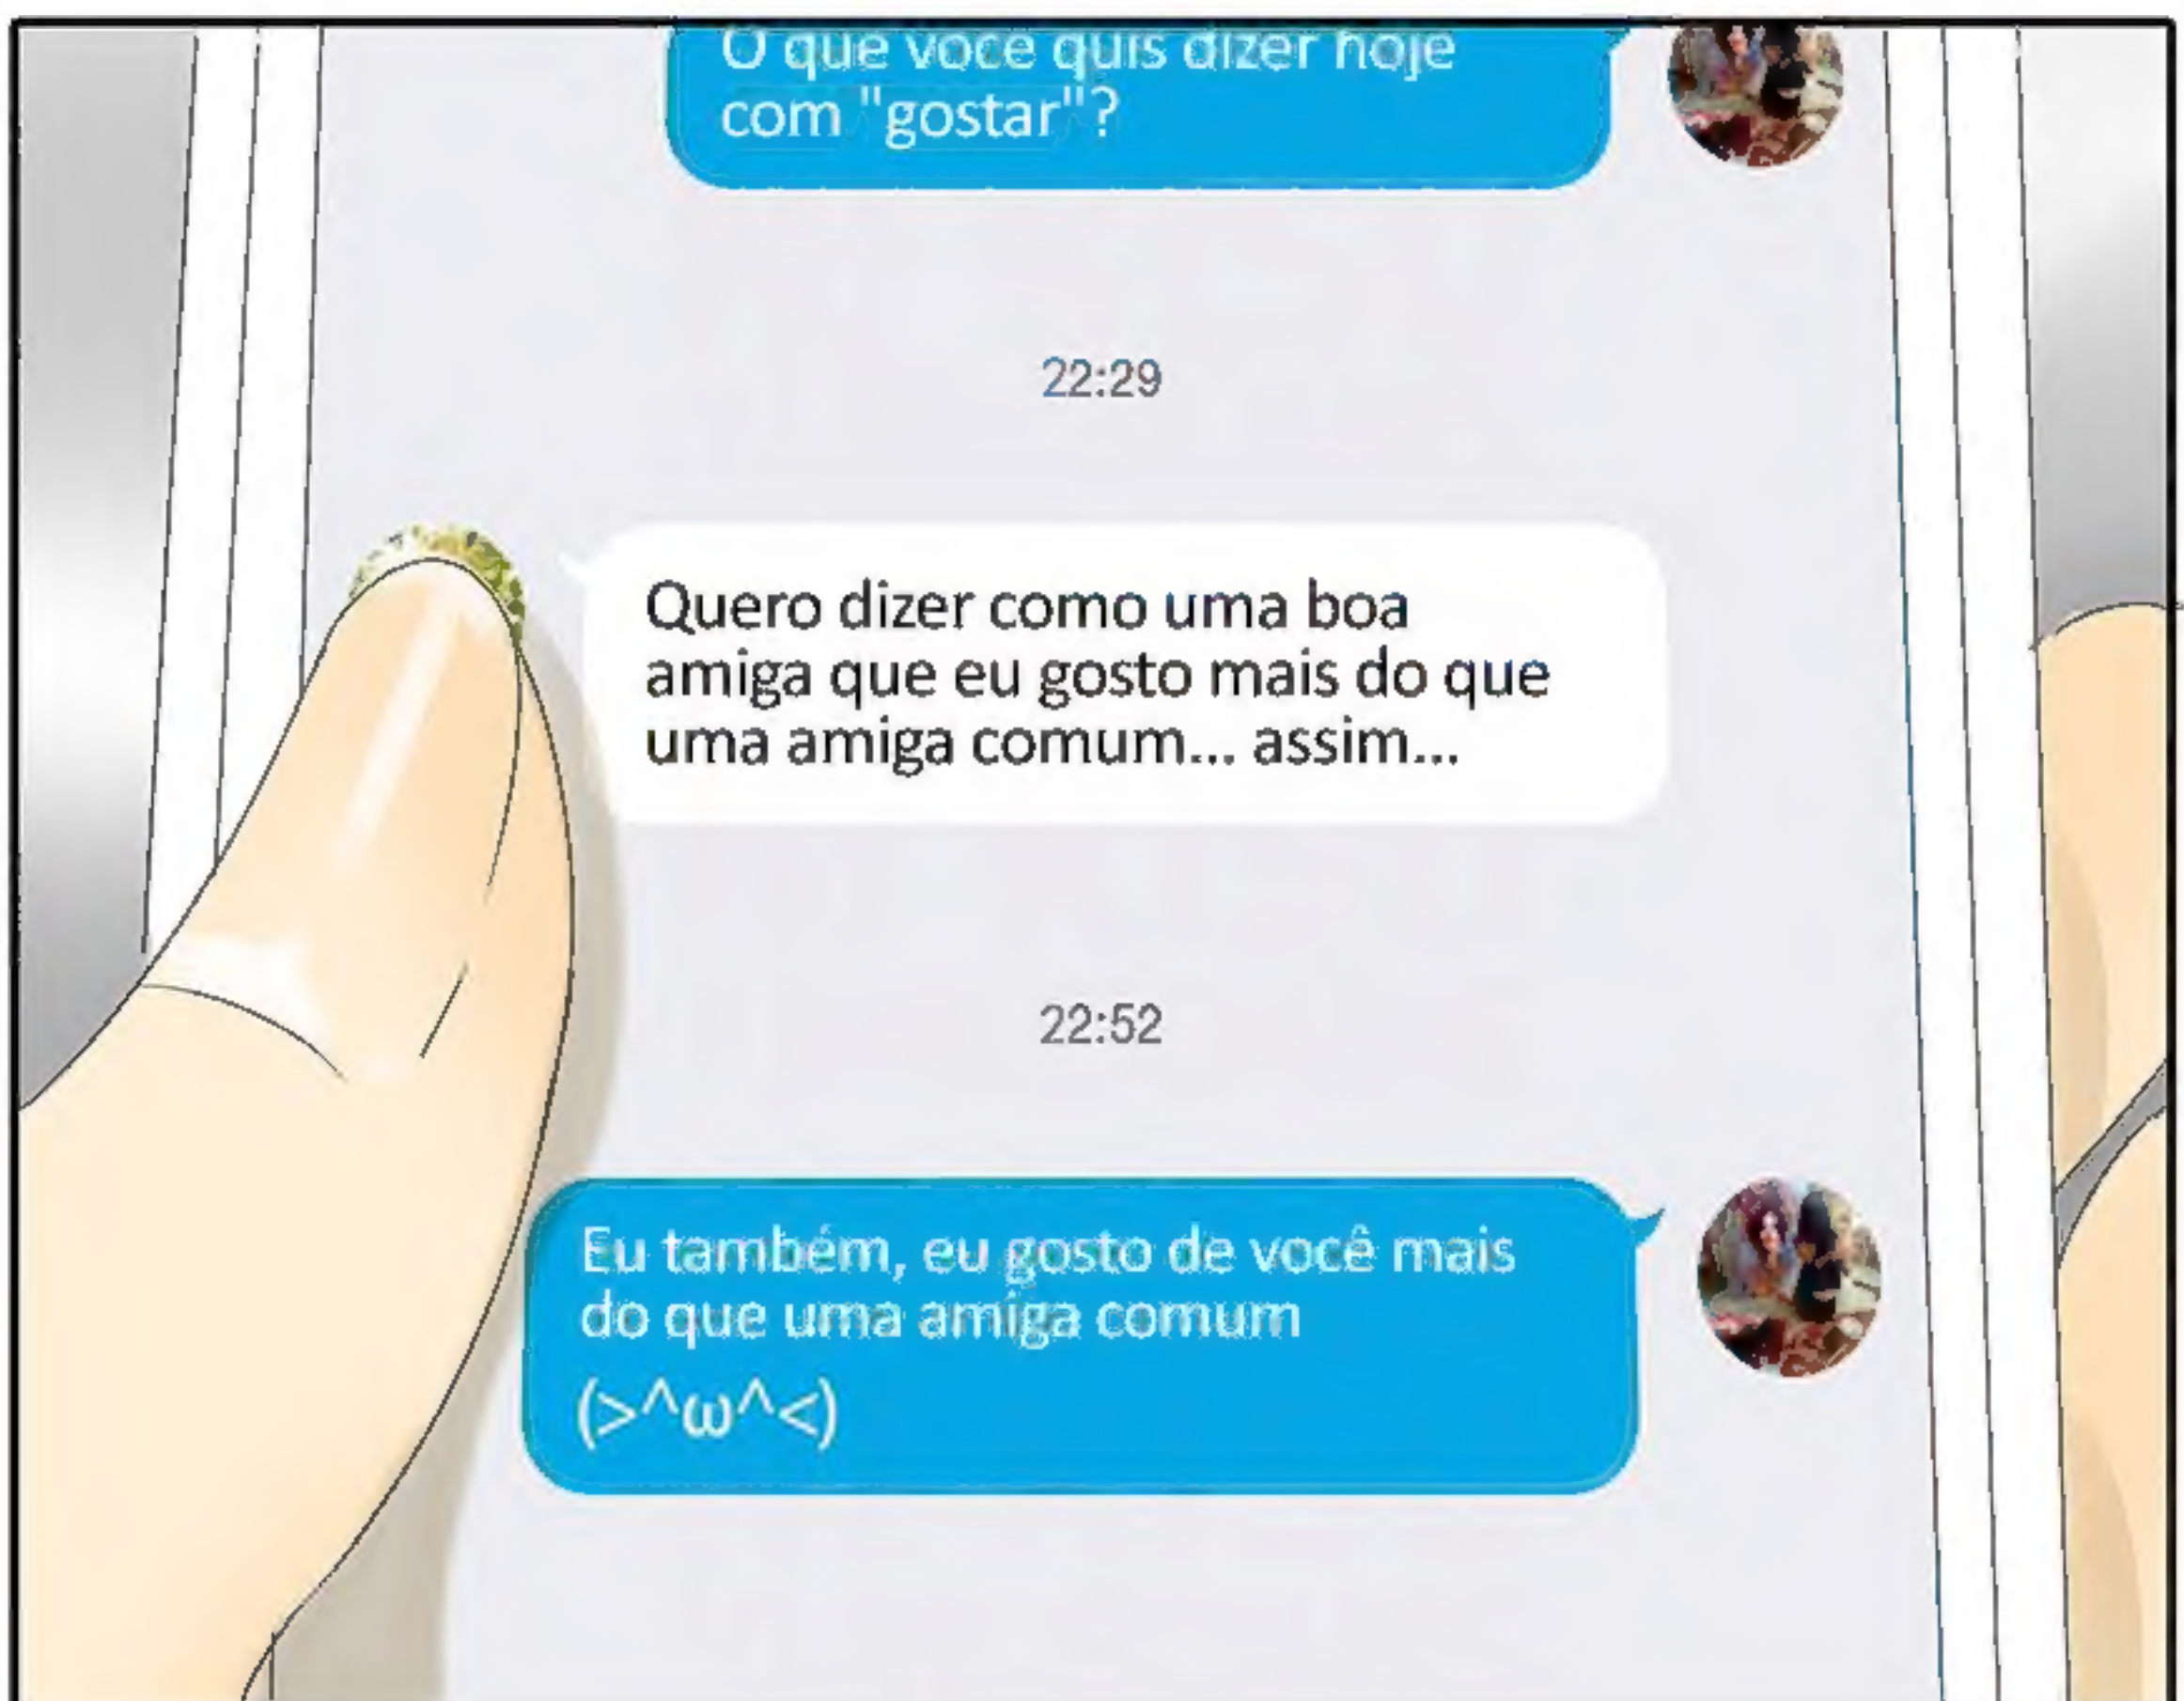 O que você quis dizer hoje
com "gostar"?
22:29
Quero dizer como uma boa
amiga que eu gosto mais do que
uma amiga comum... assim...
22:52
Eu também, eu gosto de você mais
do que uma amiga comum
(>^ω^<)